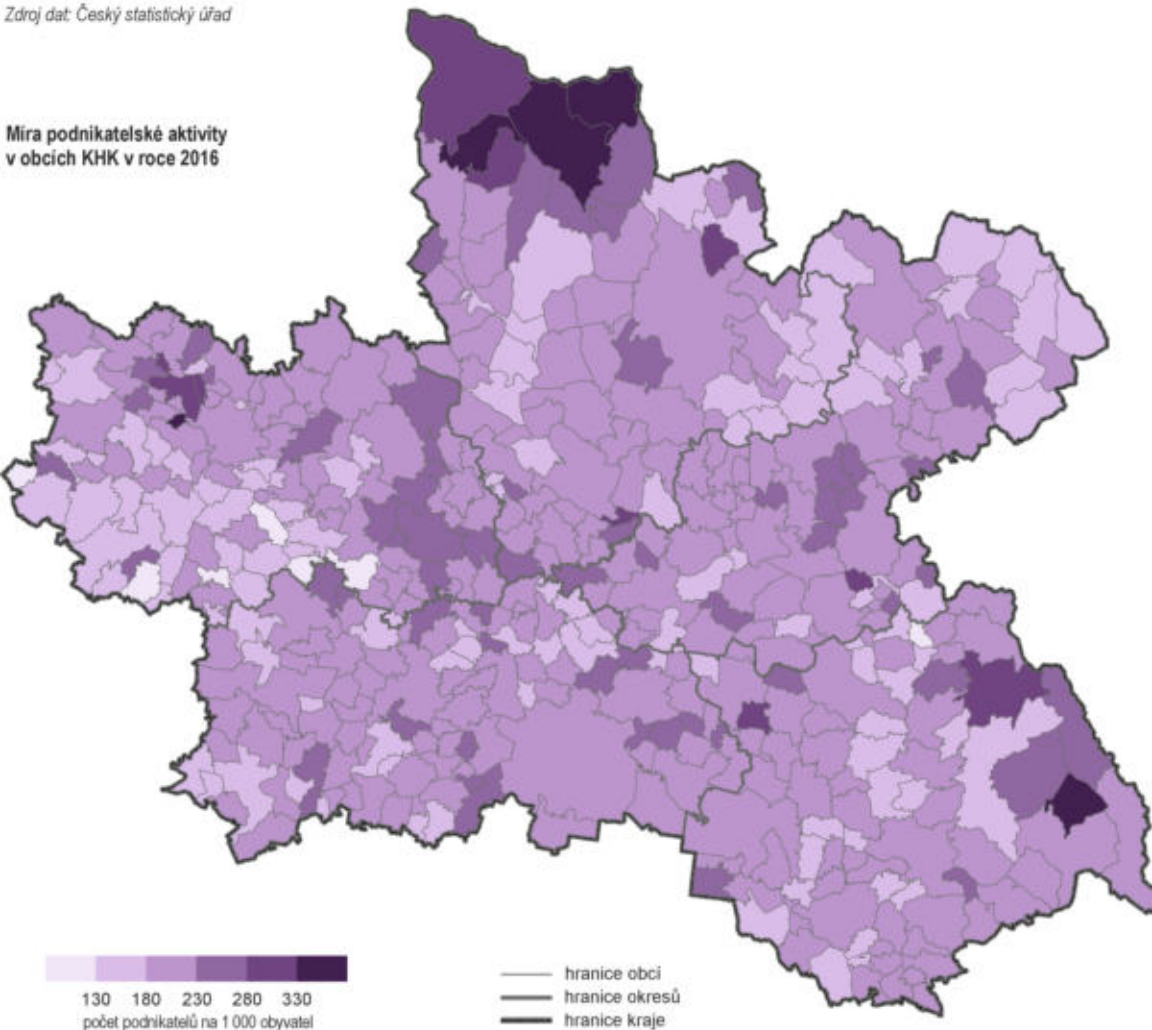 Zdroj dat: Český statistický úřad
Míra podnikatelské aktivity
v obcích KHK v roce 2016
130 180 230 280 330
počet podnikatelů na 1 000 obyvatel
hranice obcí
hranice okresů
hranice kraje